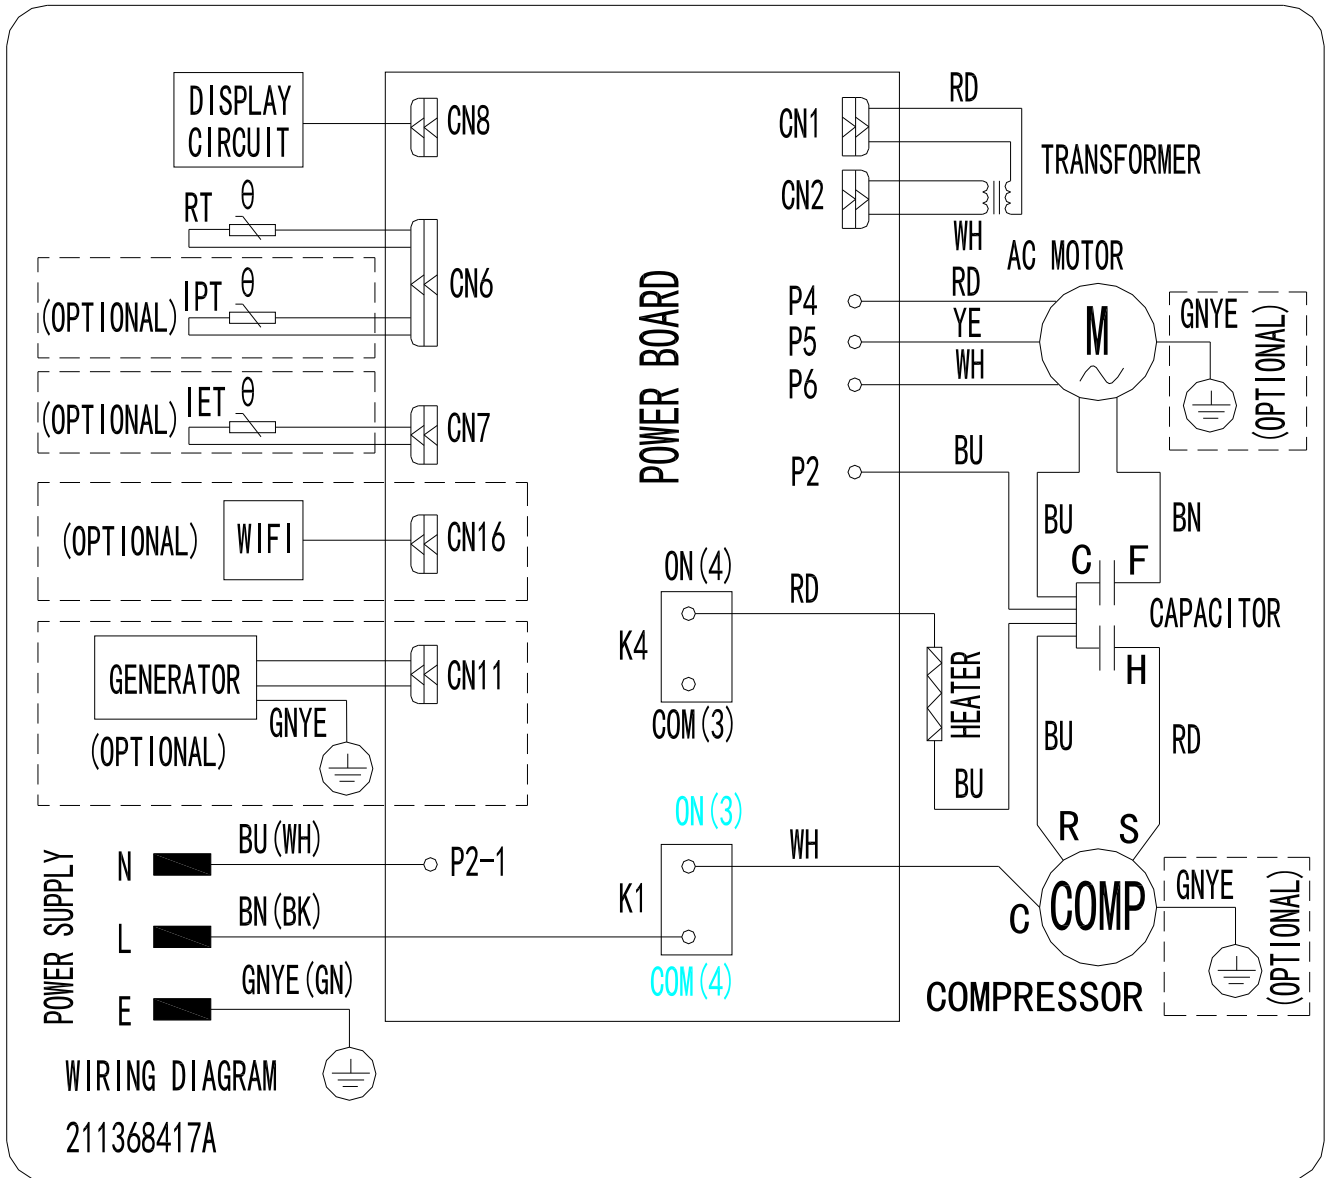 DISPLAY
CIRCUIT
CN8
CN1
RD
TRANSFORMER
CN2
WH
RT
θ
CN6
(OPTIONAL)
IPT
θ
(OPTIONAL)
IET
θ
CN7
(OPTIONAL)
WIFI
CN16
GENERATOR
(OPTIONAL)
GNYE
CN11
POWER BOARD
AC MOTOR
P4
RD
P5
YE
P6
WH
M
GNYE
(OPTIONAL)
P2
BU
BU
BN
C
F
CAPACITOR
H
ON(4)
K4
COM(3)
RD
HEATER
BU
BU
RD
ON(3)
K1
COM(4)
WH
R
S
C
COMP
COMPRESSOR
GNYE
(OPTIONAL)
POWER SUPPLY
N
BU(WH)
P2-1
L
BN(BK)
E
GNYE(GN)
WIRING DIAGRAM
211368417A